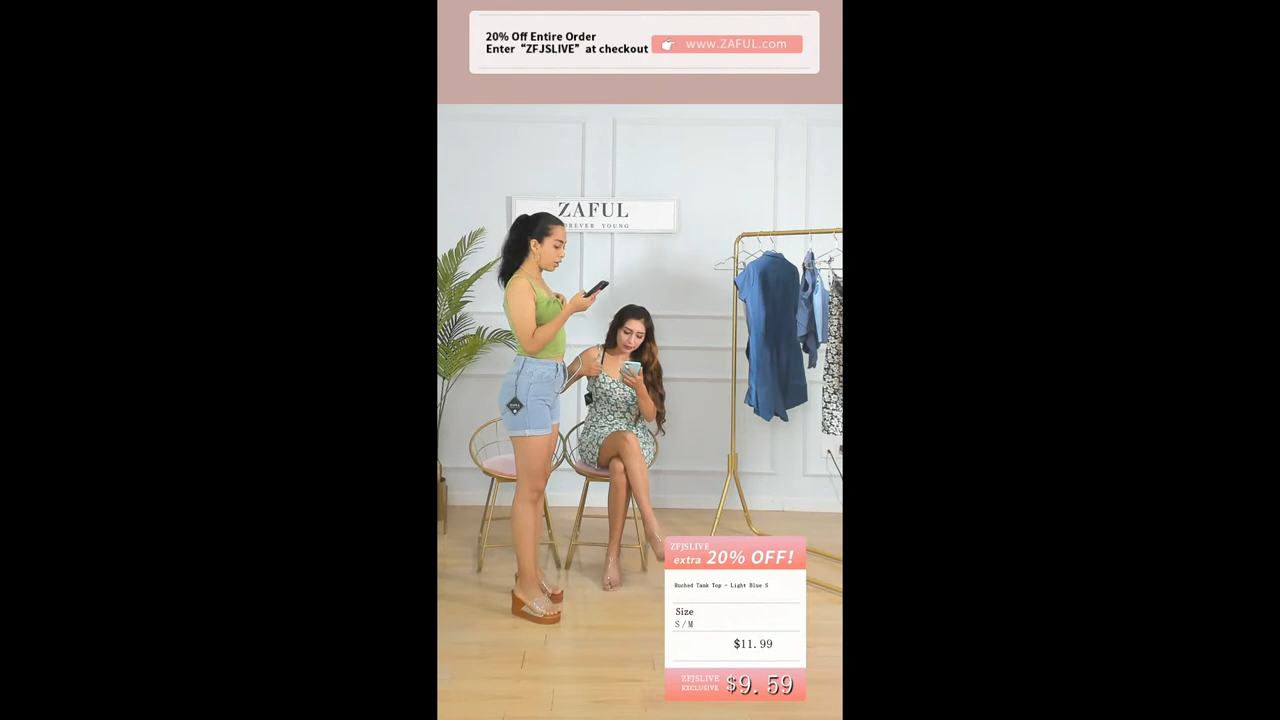 20% Off Entire Order
Enter “ZFJSLIVE” at checkout
www.ZAFUL.com
ZAFUL
OREVER YOUNG
ZFJSLIVE
extra 20% OFF!
Ruched Tank Top - Light Blue S
Size
S/M
$11.99
ZFJSLIVE
EXCLUSIVE
$9.59